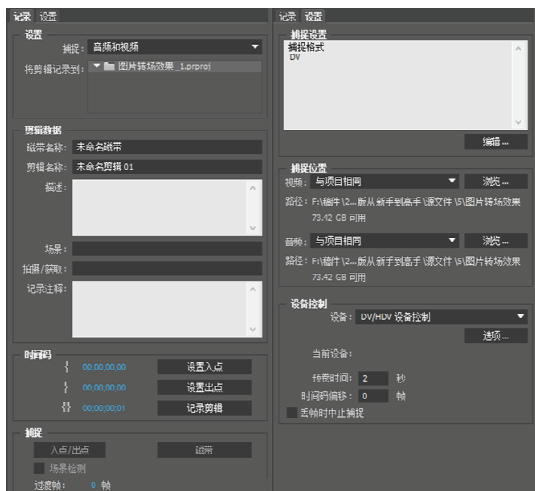 记录 设置
设置
捕捉: 音频和视频
将剪辑记录到: 图片转场效果_1.prproj
剪辑数据
磁带名称: 未命名磁带
剪辑名称: 未命名剪辑 01
描述:
场景:
拍摄/获取:
记录注释:
时间码
{ 00;00;00;00 设置入点
} 00;00;00;00 设置出点
{} 00;00;00;01 记录剪辑
捕捉
入点/出点 磁带
场景检测
过渡帧: 0 帧
记录 设置
捕捉设置
捕捉格式
DV
编辑...
捕捉位置
视频: 与项目相同 浏览...
路径: F:\稿件\2...版从新手到高手\源文件\5\图片转场效果
73.42 GB 可用
音频: 与项目相同 浏览...
路径: F:\稿件\2...版从新手到高手\源文件\5\图片转场效果
73.42 GB 可用
设备控制
设备: DV/HDV 设备控制
选项...
当前设备:
预卷时间: 2 秒
时间码偏移: 0 帧
丢帧时中止捕捉